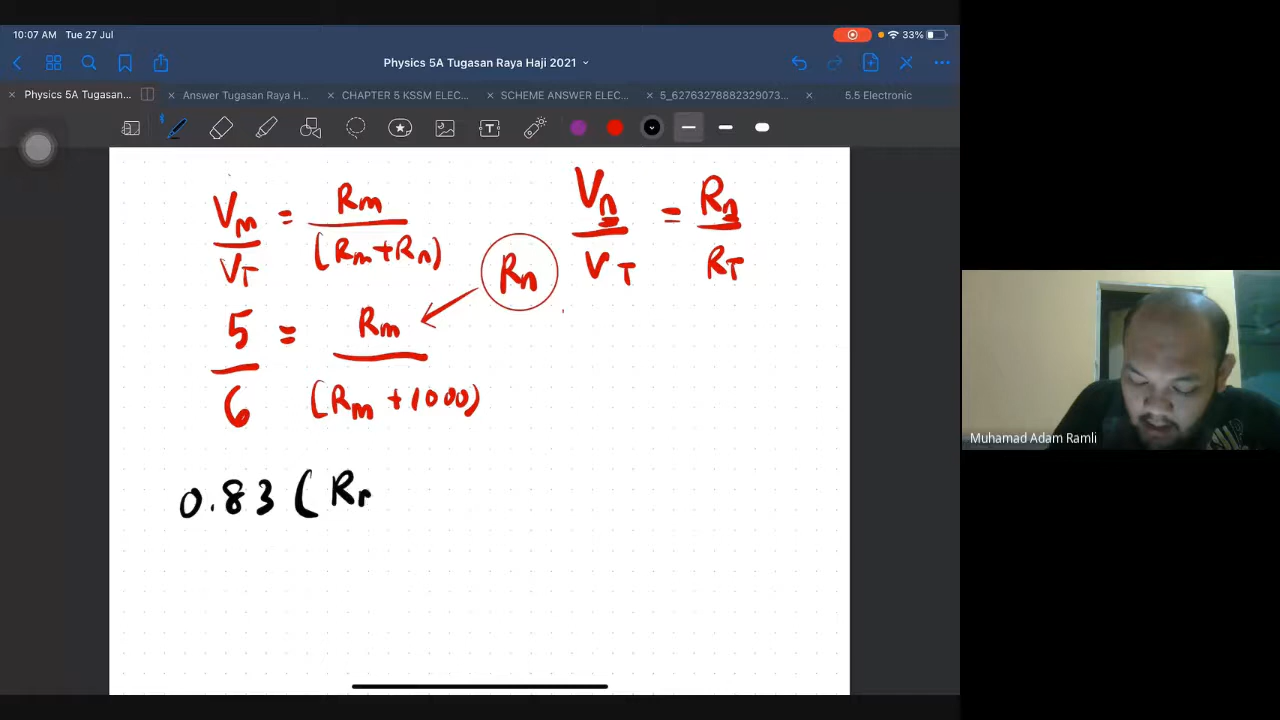 10:07 AM Tue 27 Jul
33%
Physics 5A Tugasan Raya Haji 2021
Physics 5A Tugasan...
Answer Tugasan Raya H...
CHAPTER 5 KSSM ELEC...
SCHEME ANSWER ELEC...
5_62763278882329073...
5.5 Electronic
Vm/VT = Rm/(Rm+Rn)
Vn/VT = Rn/RT
Rn
5/6 = Rm/(Rm+1000)
0.83 (R
Muhamad Adam Ramli